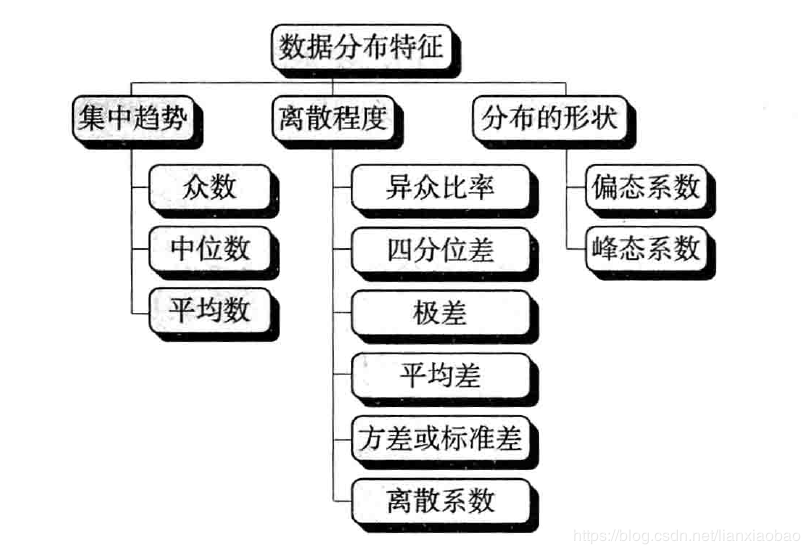 数据分布特征
集中趋势
离散程度
分布的形状
众数
中位数
平均数
异众比率
四分位差
极差
平均差
方差或标准差
离散系数
偏态系数
峰态系数
https://blog.csdn.net/lianxiaobao